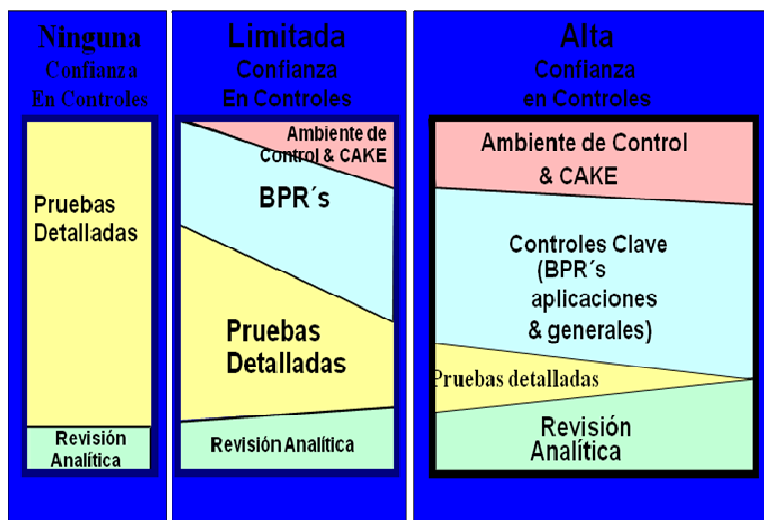 Ninguna
Confianza
En Controles
Pruebas
Detalladas
Revisión
Analítica
Limitada
Confianza
En Controles
Ambiente de
Control & CAKE
BPR´s
Pruebas
Detalladas
Revisión Analítica
Alta
Confianza
en Controles
Ambiente de Control
& CAKE
Controles Clave
(BPR´s
aplicaciones
& generales)
Pruebas detalladas
Revisión
Analítica